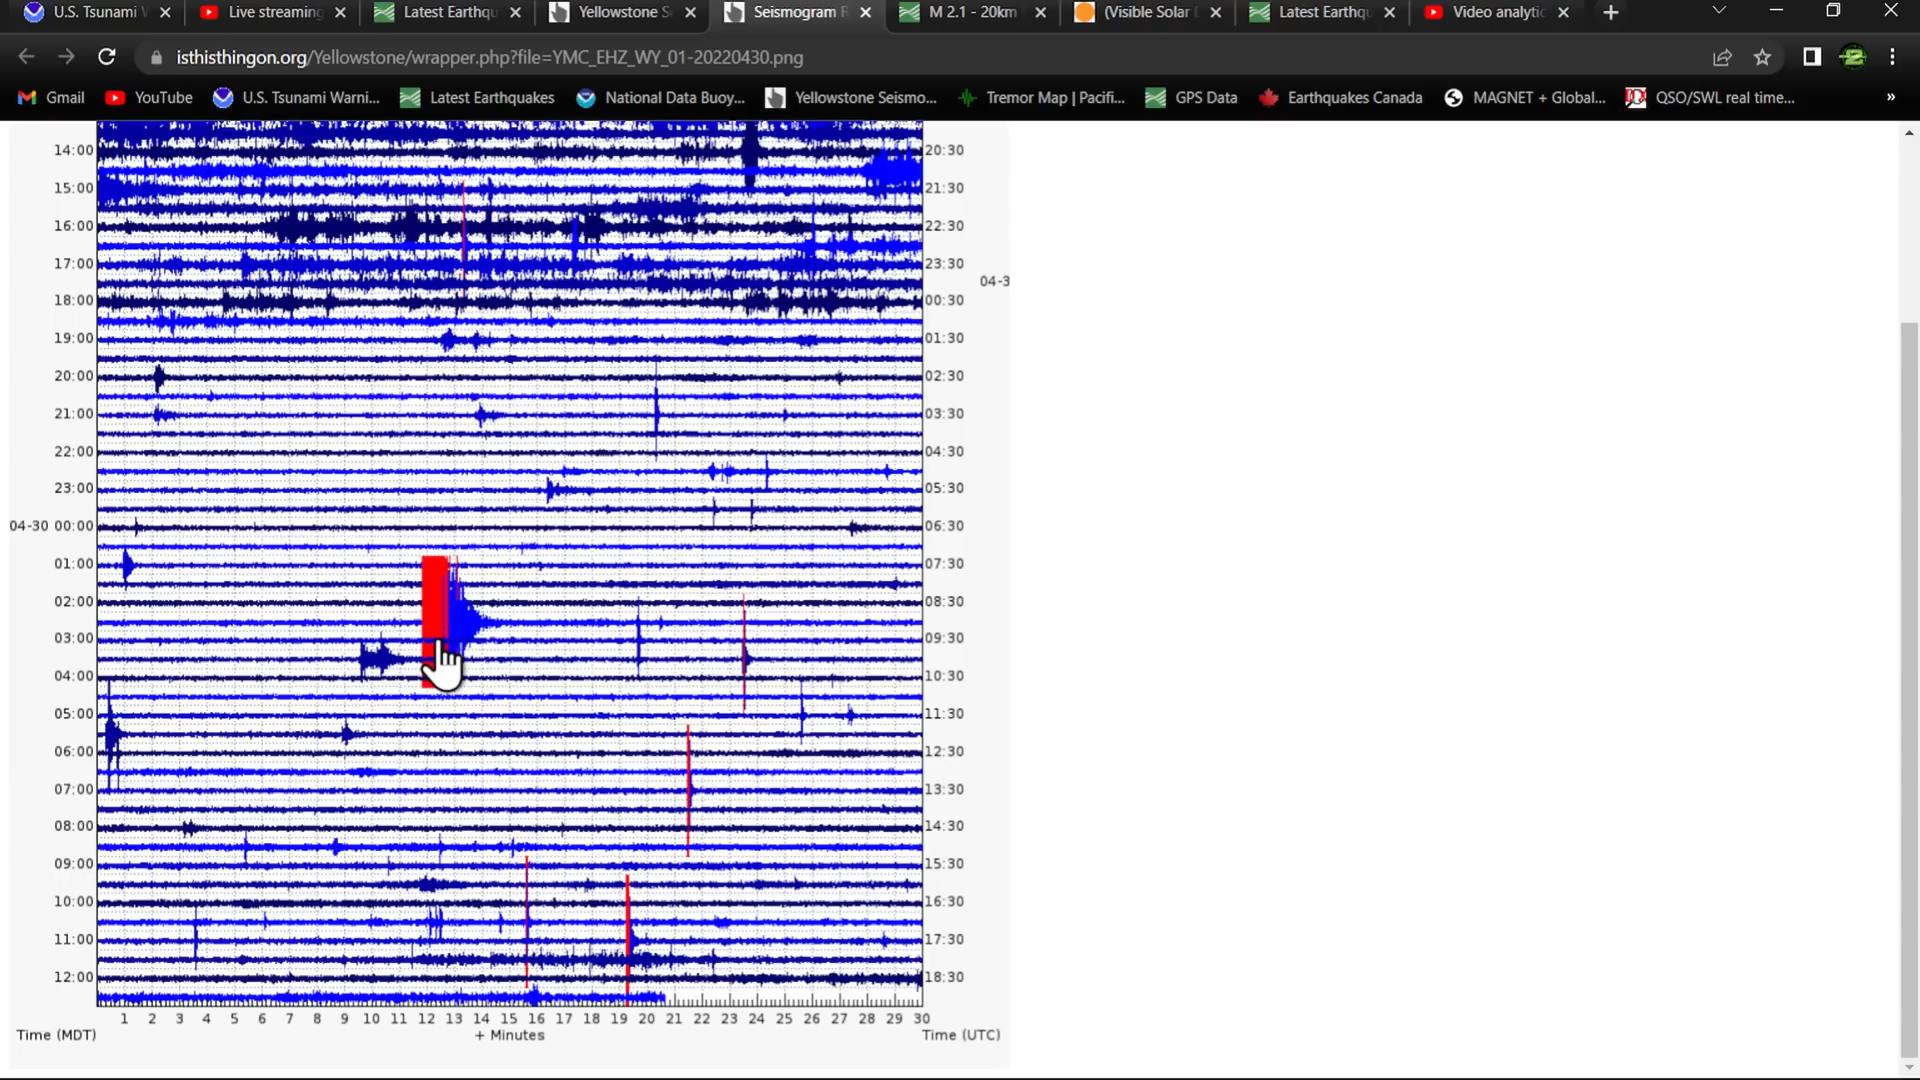 U.S. Tsunami
Live streaming
Latest Earthqu
Yellowstone S
Seismogram R
M 2.1 - 20km
(Visible Solar
Latest Earthqu
Video analytic
isthisthingon.org/Yellowstone/wrapper.php?file=YMC_EHZ_WY_01-20220430.png
Gmail YouTube U.S. Tsunami Warni... Latest Earthquakes National Data Buoy... Yellowstone Seismo... Tremor Map | Pacifi... GPS Data Earthquakes Canada MAGNET + Global... QSO/SWL real time... »
14:00 20:30
15:00 21:30
16:00 22:30
17:00 23:30
04-3
18:00 00:30
19:00 01:30
20:00 02:30
21:00 03:30
22:00 04:30
23:00 05:30
04-30 00:00 06:30
01:00 07:30
02:00 08:30
03:00 09:30
04:00 10:30
05:00 11:30
06:00 12:30
07:00 13:30
08:00 14:30
09:00 15:30
10:00 16:30
11:00 17:30
12:00 18:30
1 2 3 4 5 6 7 8 9 10 11 12 13 14 15 16 17 18 19 20 21 22 23 24 25 26 27 28 29 30
Time (MDT) + Minutes Time (UTC)